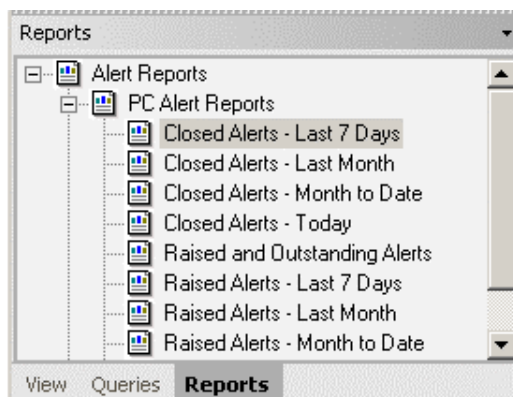 Reports
Alert Reports
PC Alert Reports
Closed Alerts - Last 7 Days
Closed Alerts - Last Month
Closed Alerts - Month to Date
Closed Alerts - Today
Raised and Outstanding Alerts
Raised Alerts - Last 7 Days
Raised Alerts - Last Month
Raised Alerts - Month to Date
View Queries Reports